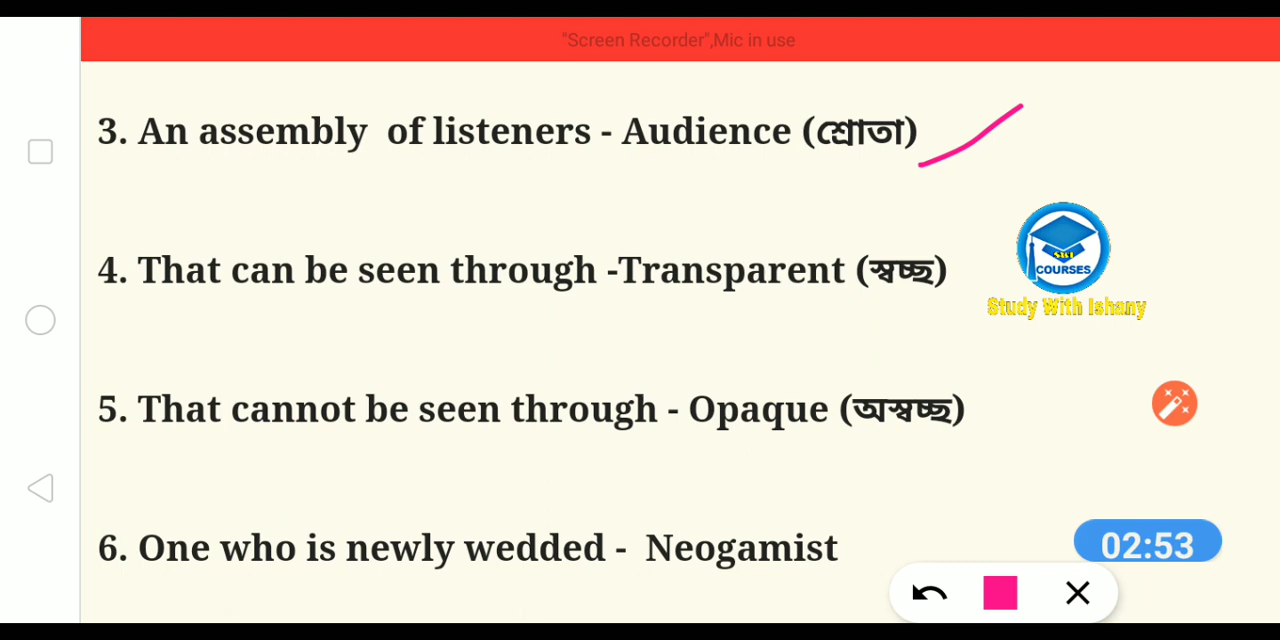 "Screen Recorder",Mic in use
3. An assembly of listeners - Audience (শ্রোতা)
4. That can be seen through -Transparent (স্বচ্ছ)
SKI
COURSES
Study With Ishany
5. That cannot be seen through - Opaque (অস্বচ্ছ)
6. One who is newly wedded - Neogamist
02:53